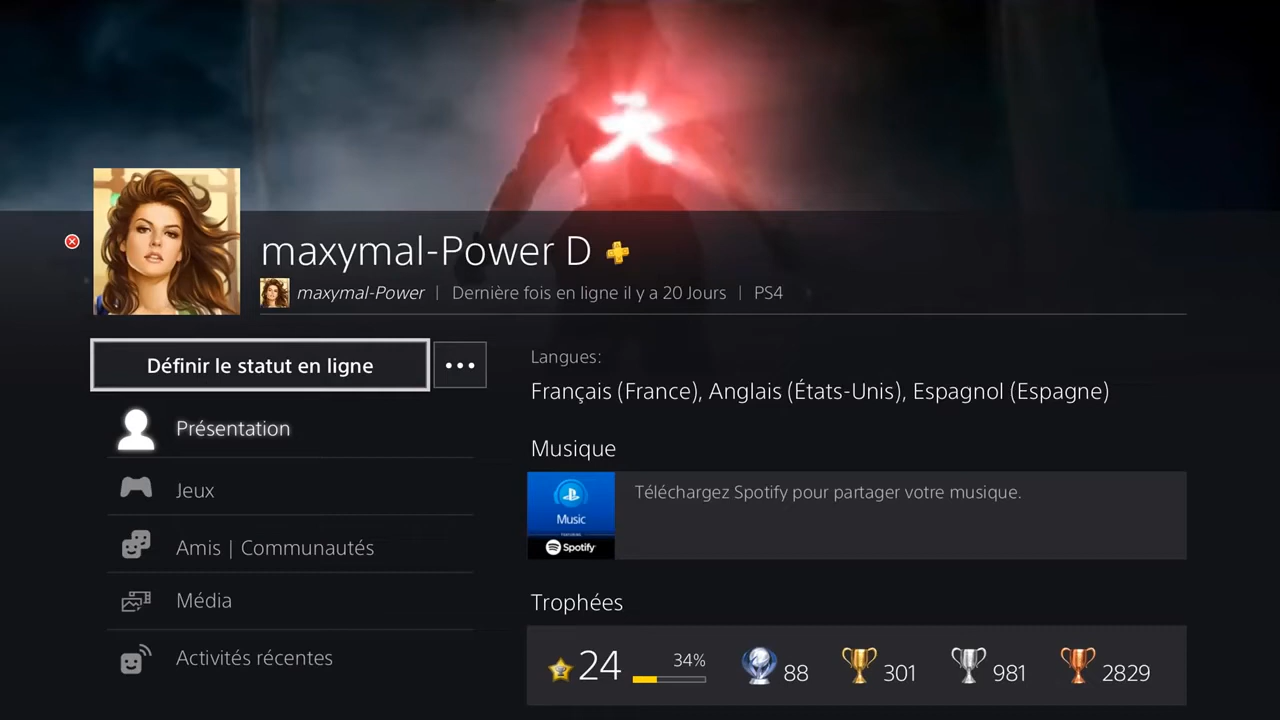 天
maxymal-Power D
maxymal-Power | Dernière fois en ligne il y a 20 Jours | PS4
Définir le statut en ligne
•••
Langues:
Français (France), Anglais (États-Unis), Espagnol (Espagne)
Présentation
Musique
Jeux
Téléchargez Spotify pour partager votre musique.
Music
Spotify
Amis | Communautés
Média
Trophées
Activités récentes
24 34% 88 301 981 2829